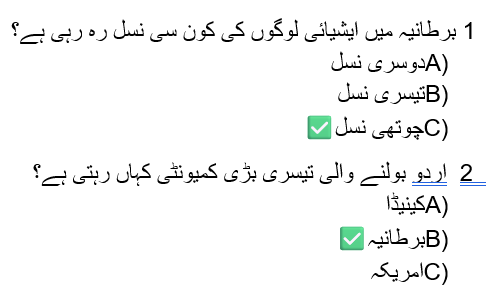 1 برطانیہ میں ایشیائی لوگوں کی کون سی نسل رہ رہی ہے؟
A) دوسری نسل
B) تیسری نسل
C) چوتھی نسل ✅
2 اردو بولنے والی تیسری بڑی کمیونٹی کہاں رہتی ہے؟
A) کینیڈا
B) برطانیہ ✅
C) امریکہ